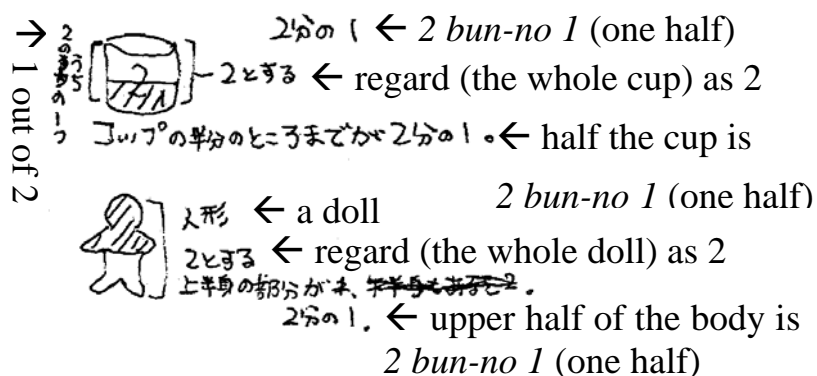 2分の1 ← 2 bun-no 1 (one half)
→ 1 out of 2
2のうちの1つ
2
2とする ← regard (the whole cup) as 2
コップの半分のところまでが2分の1。← half the cup is
2 bun-no 1 (one half)
人形 ← a doll
2とする ← regard (the whole doll) as 2
上半身の部分が
2分の1. ← upper half of the body is
2 bun-no 1 (one half)